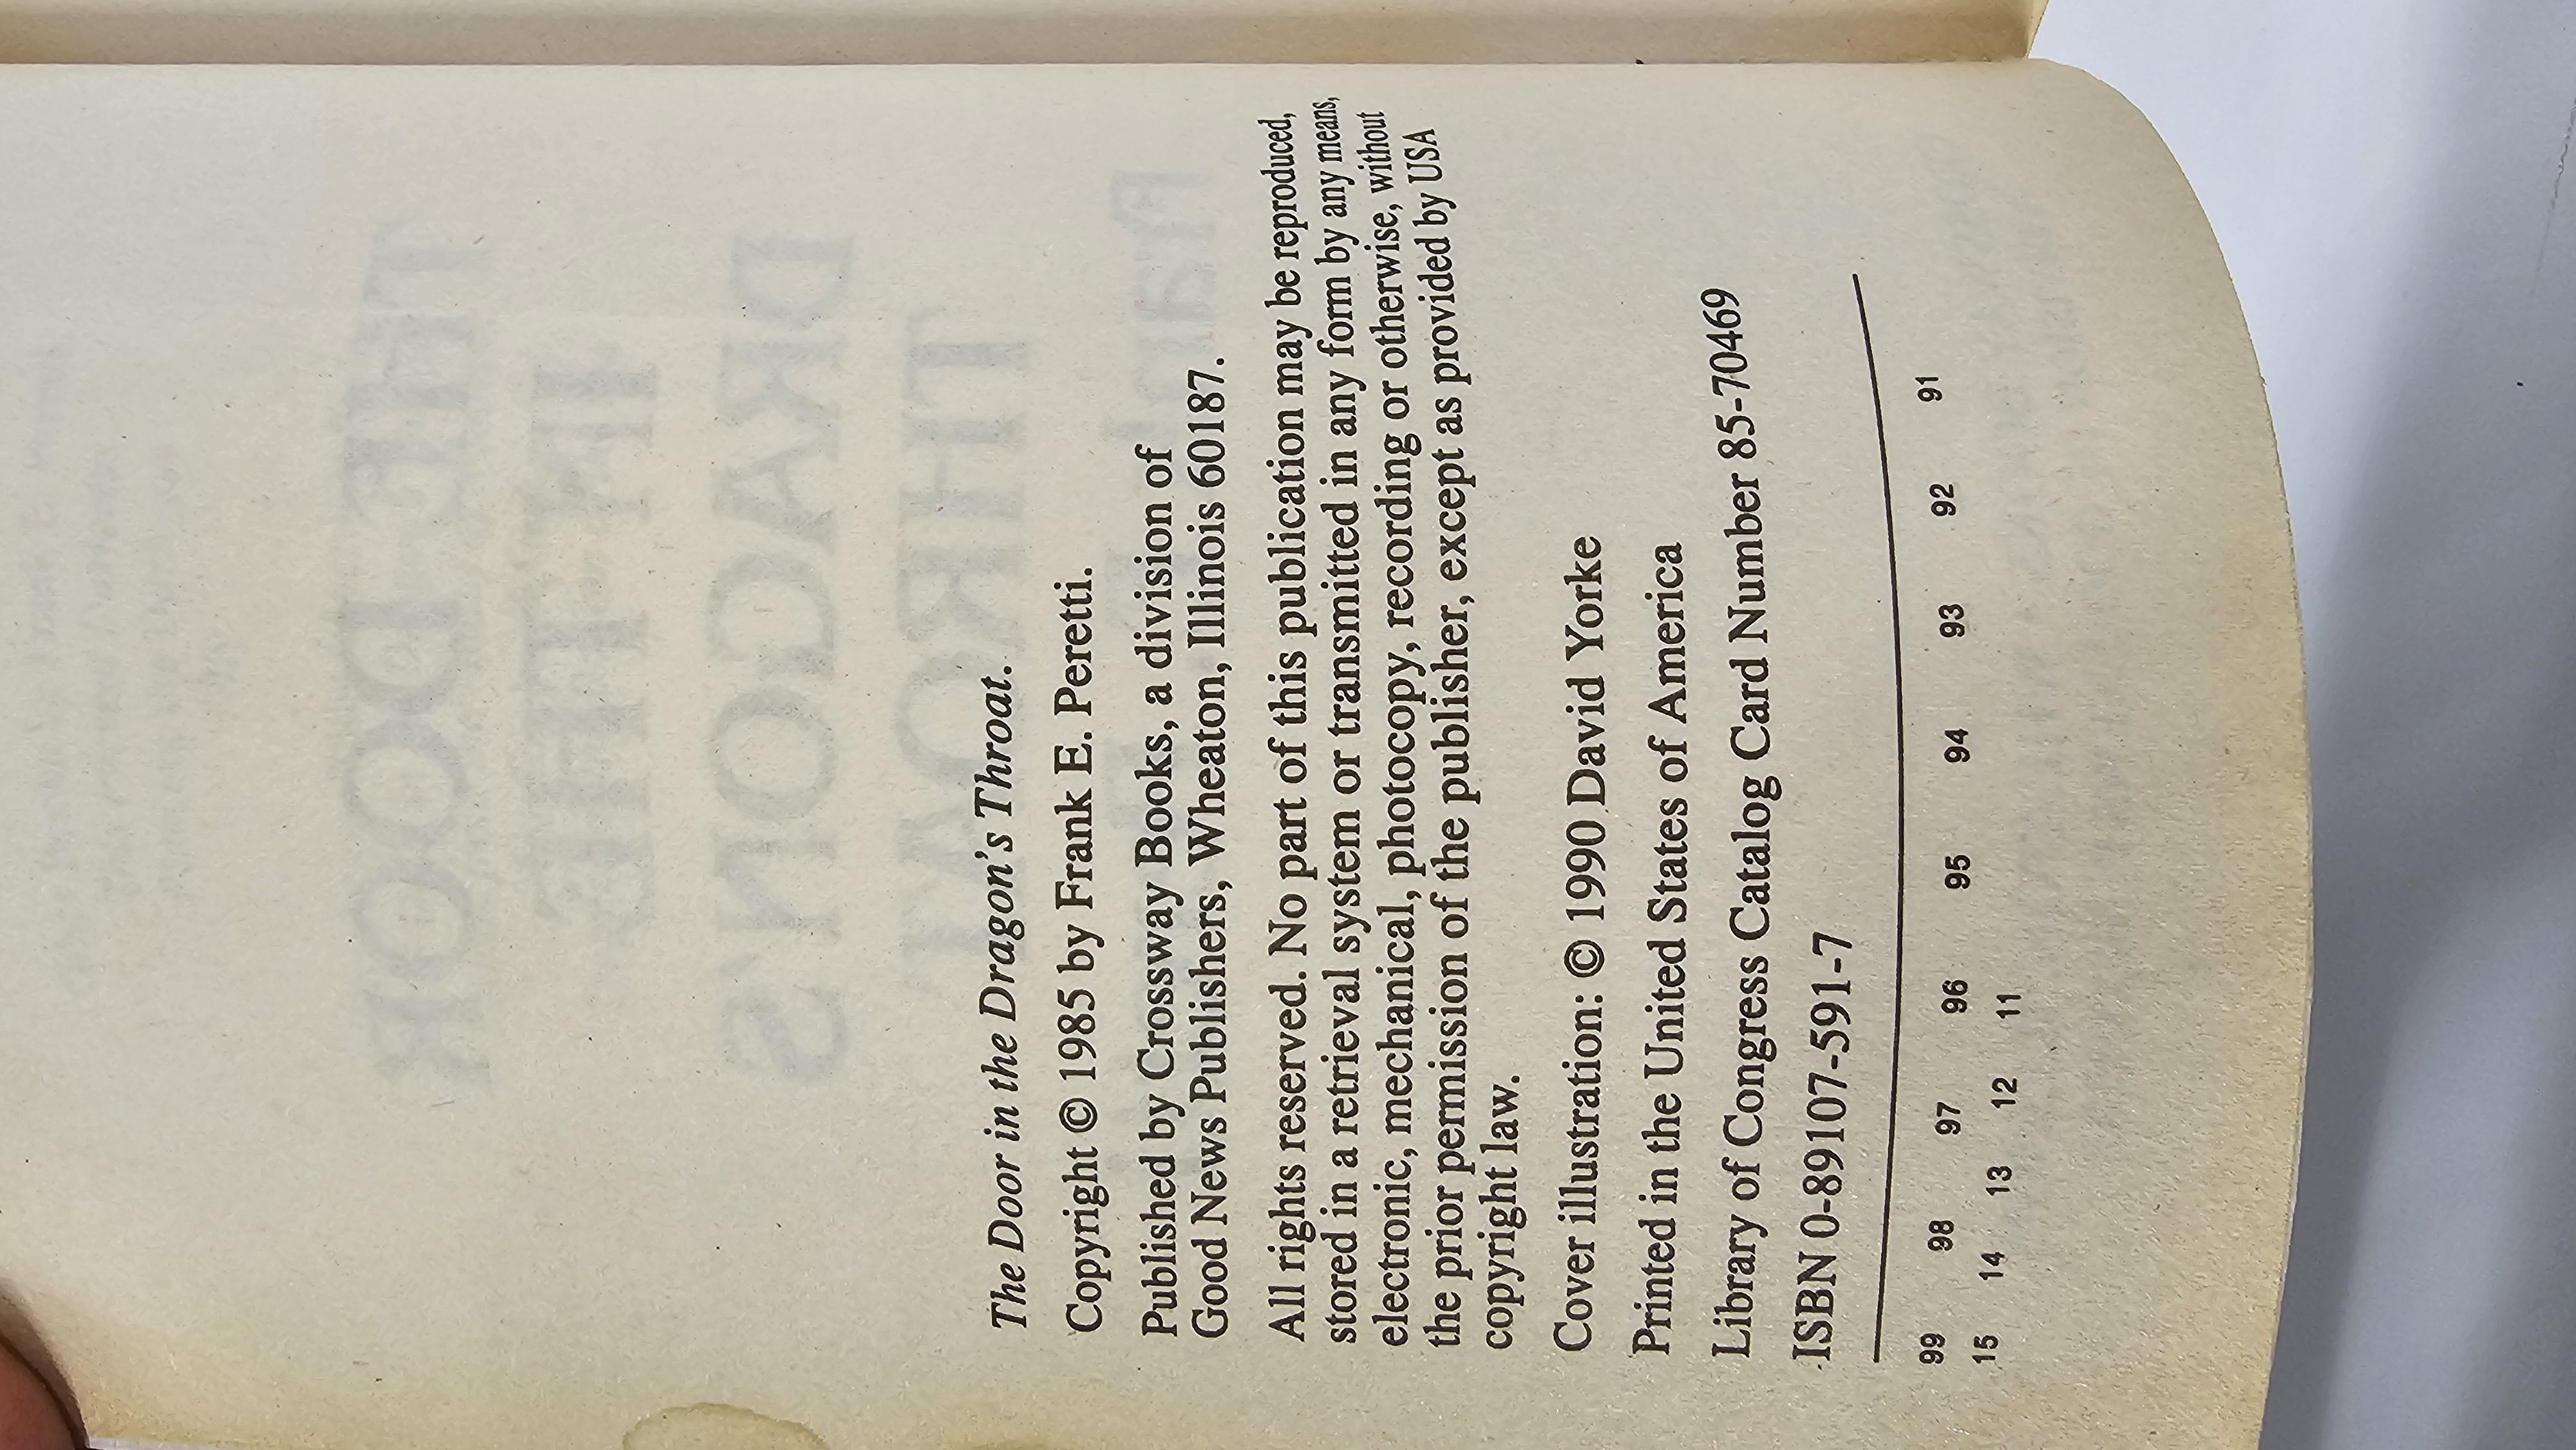 The Door in the Dragon's Throat.
Copyright © 1985 by Frank E. Peretti.
Published by Crossway Books, a division of
Good News Publishers, Wheaton, Illinois 60187.
All rights reserved. No part of this publication may be reproduced,
stored in a retrieval system or transmitted in any form by any means,
electronic, mechanical, photocopy, recording or otherwise, without
the prior permission of the publisher, except as provided by USA
copyright law.
Cover illustration: © 1990 David Yorke
Printed in the United States of America
Library of Congress Catalog Card Number 85-70469
ISBN 0-89107-591-7
99 98 97 96 95 94 93 92 91
15 14 13 12 11